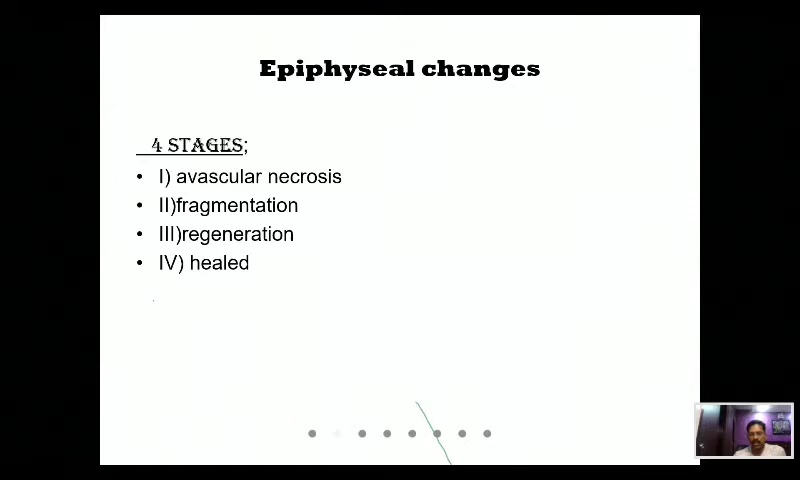 Epiphyseal changes
4 STAGES;
• I) avascular necrosis
• II)fragmentation
• III)regeneration
• IV) healed